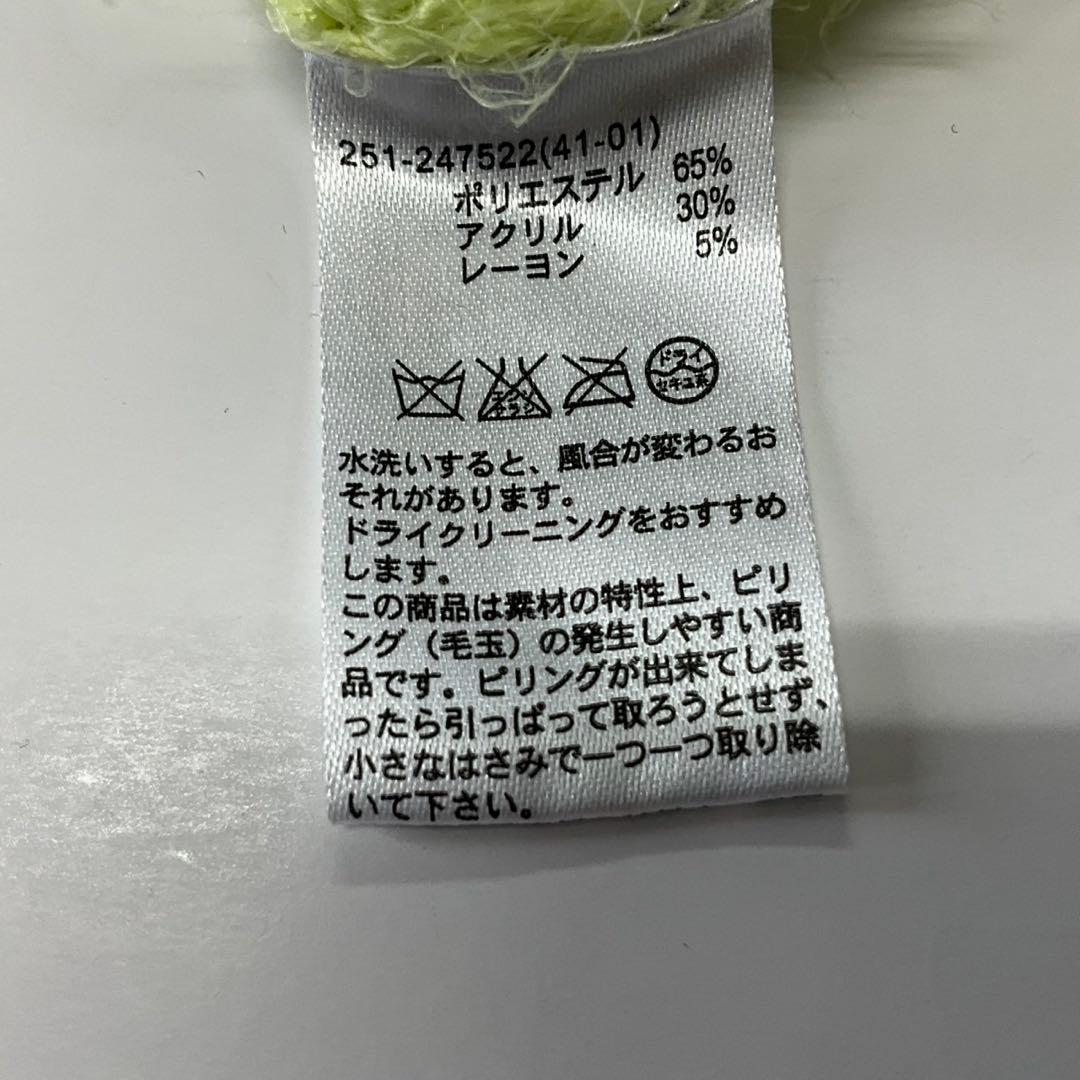 251-247522(41-01)
ポリエステル 65%
アクリル 30%
レーヨン 5%
エンソ
チラシ
ドライ
セキユ系
水洗いすると、風合が変わるお
それがあります。
ドライクリーニングをおすすめ
します。
この商品は素材の特性上、ピリ
ング（毛玉）の発生しやすい商
品です。ピリングが出来てしま
ったら引っぱって取ろうとせず、
小さなはさみで一つ一つ取り除
いて下さい。